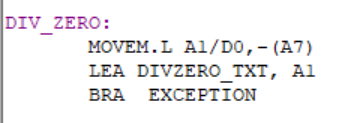 DIV_ZERO:
MOVEM.L A1/D0,-(A7)
LEA DIVZERO_TXT, A1
BRA EXCEPTION